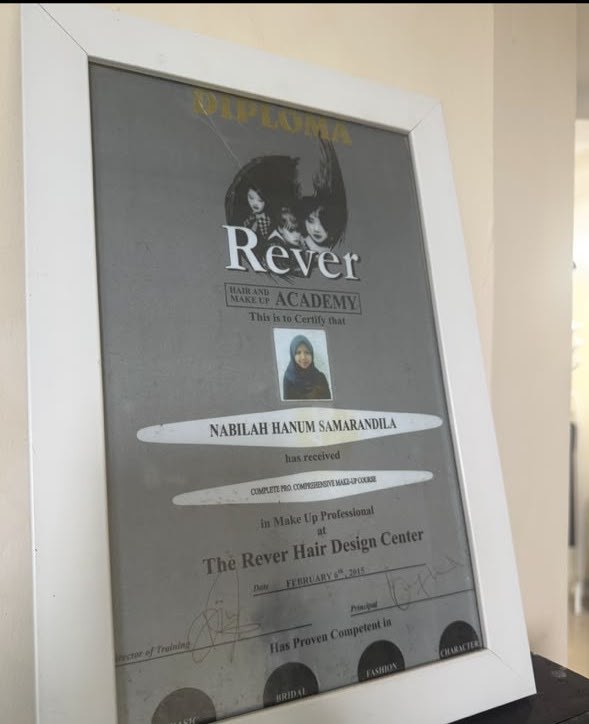 DIPLOMA
Rêver
HAIR AND
MAKE UP ACADEMY
This is to Certify that
NABILAH HANUM SAMARANDILA
has received
COMPLETE PRO. COMPREHENSIVE MAKE-UP COURSE
in Make Up Professional
at
The Rever Hair Design Center
Date FEBRUARY 6th, 2015
Principal
of Training
Has Proven Competent in
BRIDAL
FASHION
CHARACTER